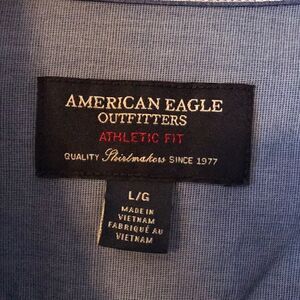 AMERICAN EAGLE
OUTFITTERS
ATHLETIC FIT
QUALITY Shirtmakers SINCE 1977
L/G
MADE IN
VIETNAM
FABRIQUÉ AU
VIETNAM